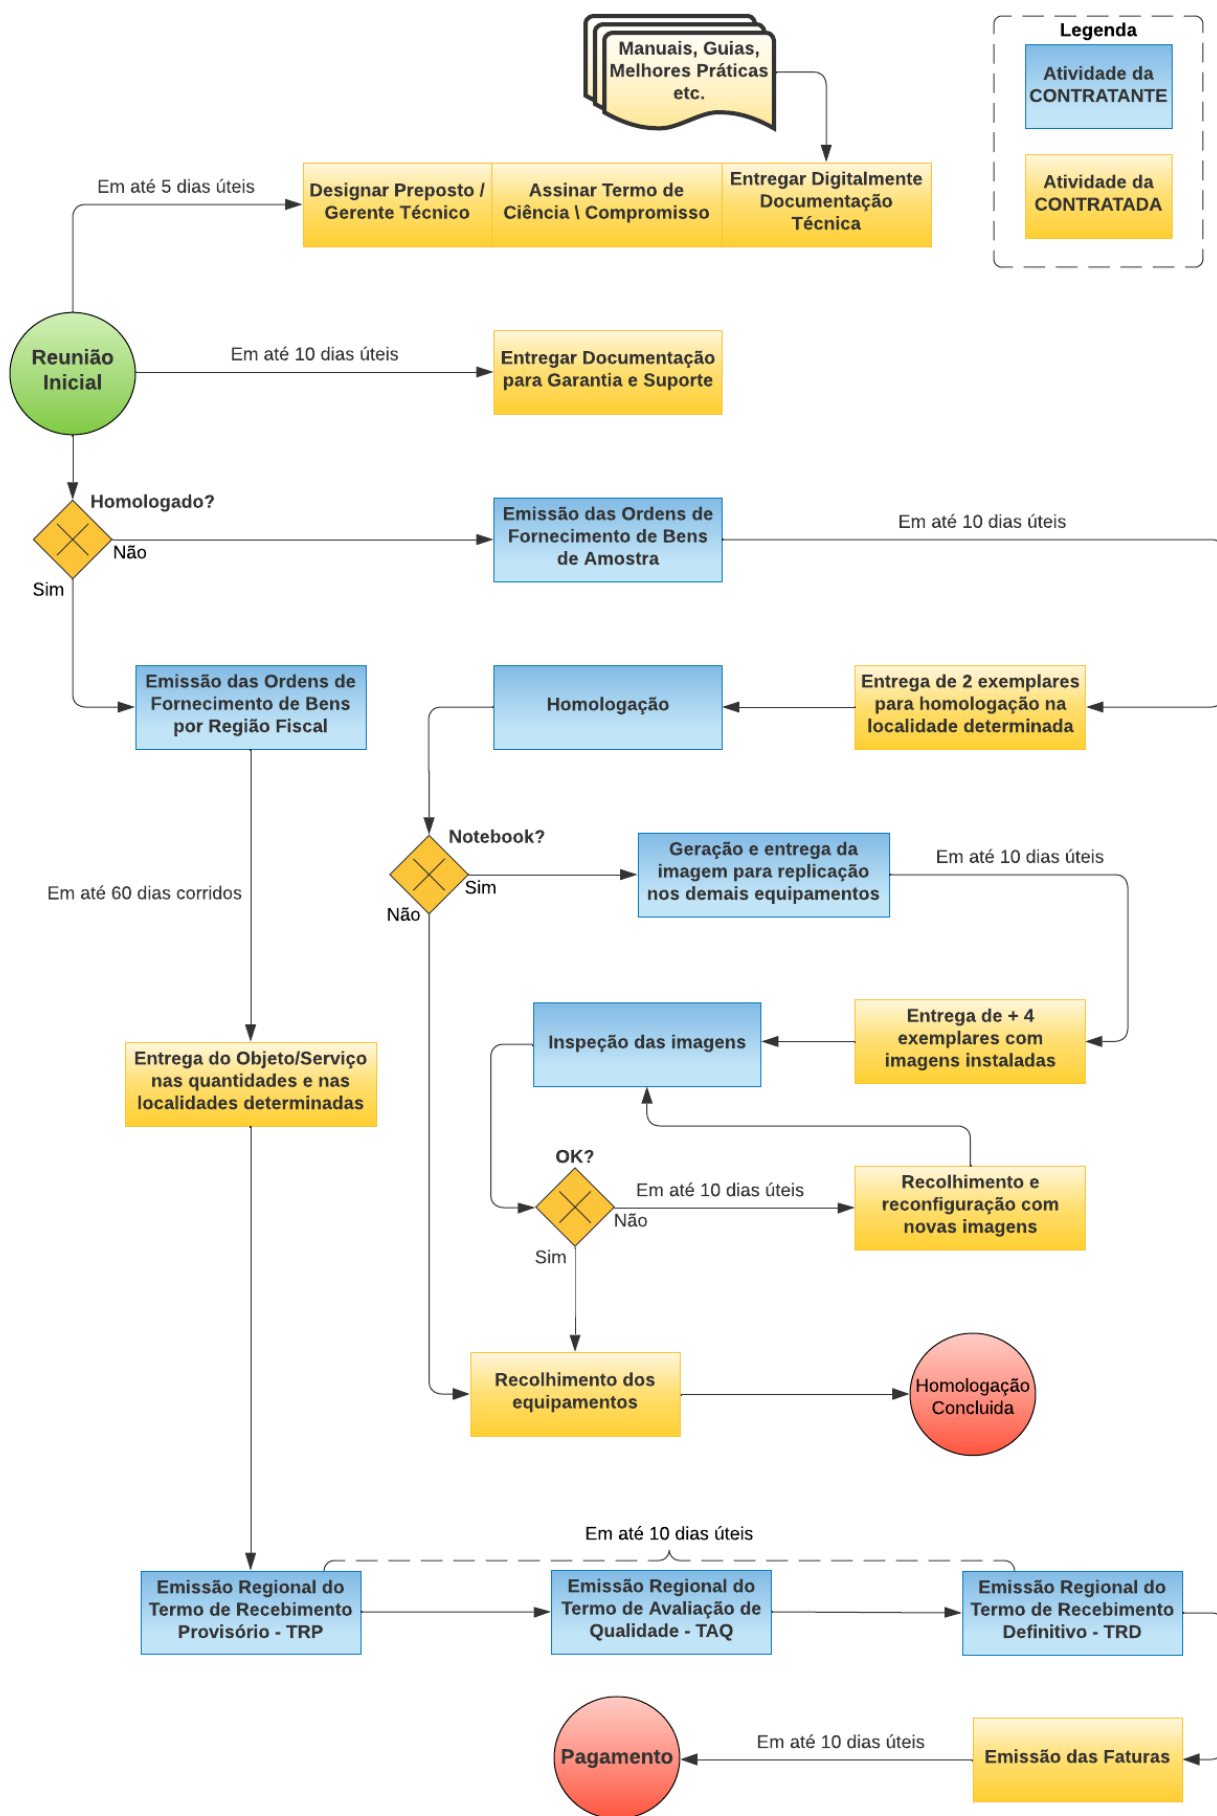 Manuais, Guias,
Melhores Práticas
etc.
Legenda
Atividade da
CONTRATANTE
Atividade da
CONTRATADA
Em até 5 dias úteis
Designar Preposto /
Gerente Técnico
Assinar Termo de
Ciência \ Compromisso
Entregar Digitalmente
Documentação
Técnica
Reunião
Inicial
Em até 10 dias úteis
Entregar Documentação
para Garantia e Suporte
Homologado?
Não
Sim
Emissão das Ordens de
Fornecimento de Bens
de Amostra
Em até 10 dias úteis
Emissão das Ordens de
Fornecimento de Bens
por Região Fiscal
Homologação
Entrega de 2 exemplares
para homologação na
localidade determinada
Notebook?
Sim
Não
Geração e entrega da
imagem para replicação
nos demais equipamentos
Em até 10 dias úteis
Em até 60 dias corridos
Inspeção das imagens
Entrega de + 4
exemplares com
imagens instaladas
Entrega do Objeto/Serviço
nas quantidades e nas
localidades determinadas
OK?
Em até 10 dias úteis
Não
Sim
Recolhimento e
reconfiguração com
novas imagens
Recolhimento dos
equipamentos
Homologação
Concluida
Em até 10 dias úteis
Emissão Regional do
Termo de Recebimento
Provisório - TRP
Emissão Regional do
Termo de Avaliação de
Qualidade - TAQ
Emissão Regional do
Termo de Recebimento
Definitivo - TRD
Pagamento
Em até 10 dias úteis
Emissão das Faturas